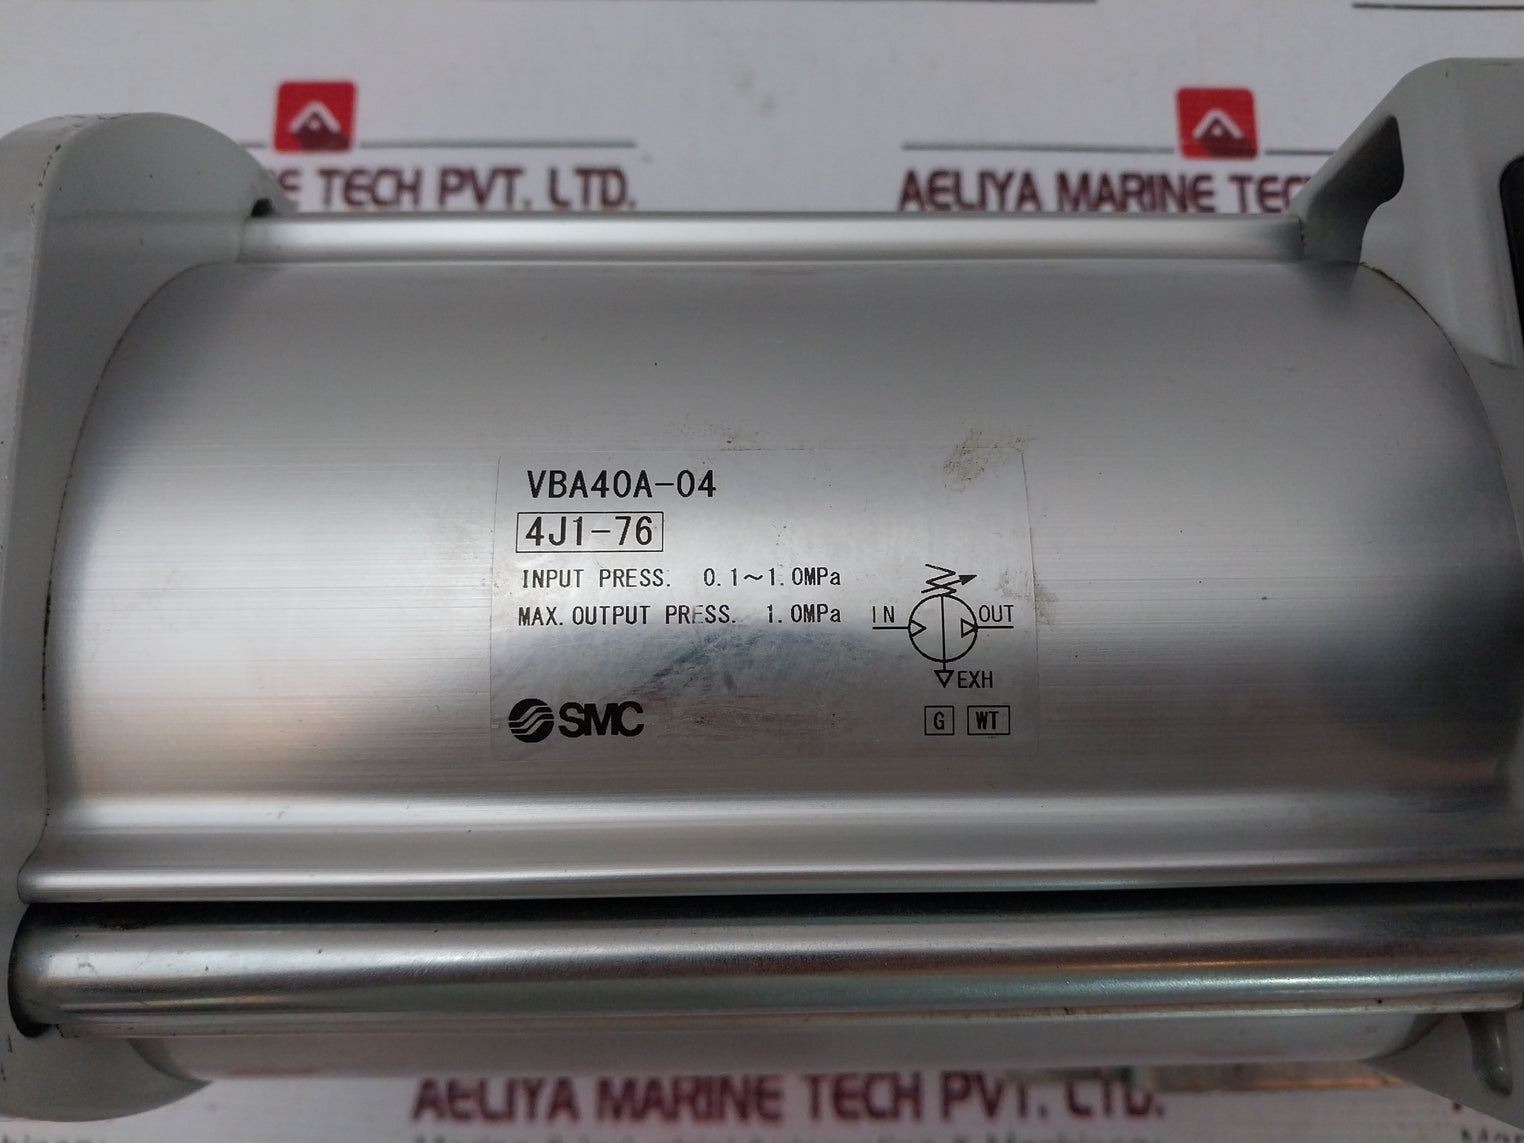 E TECH PVT. LTD.
AELIYA MARINE TECH
VBA40A-04
4J1-76
INPUT PRESS. 0.1~1.0MPa
MAX. OUTPUT PRESS. 1.0MPa
IN
OUT
EXH
SMC
G WT
AELIYA MARINE TECH PVT. LTD.